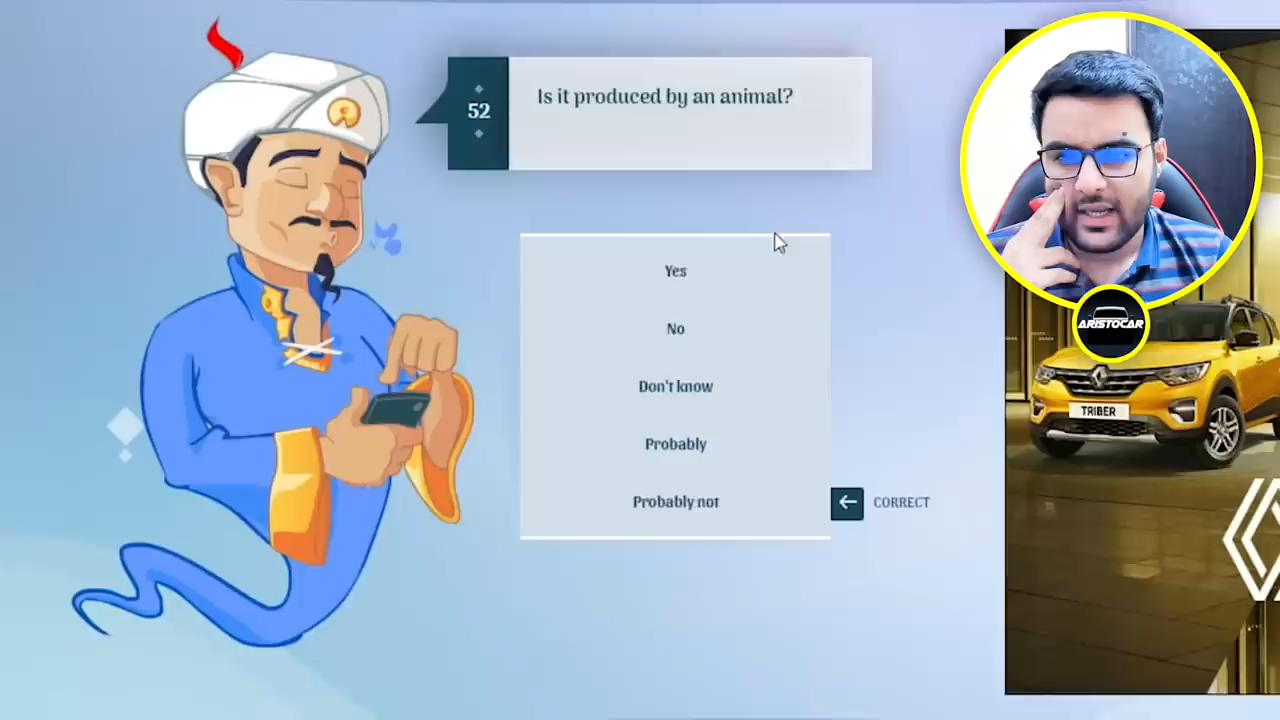 52
Is it produced by an animal?
Yes
No
Don't know
Probably
Probably not
CORRECT
ARISTOCAR
TRIBER